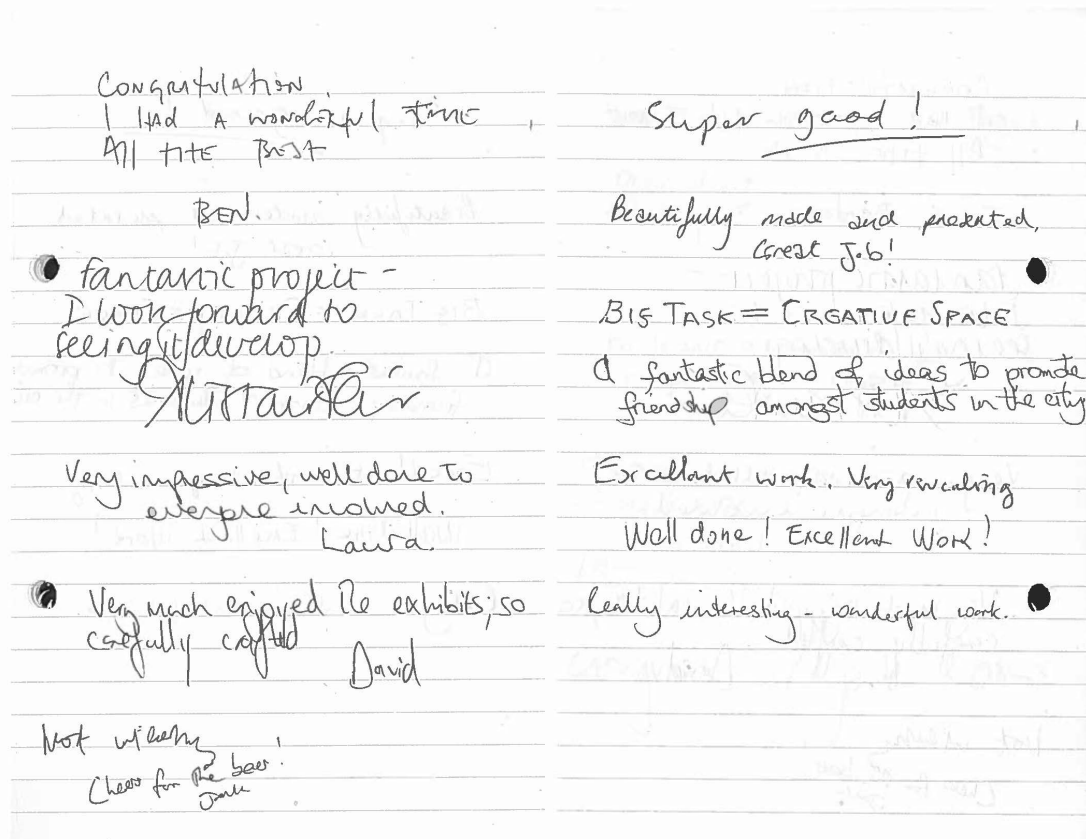 CONGRATULATION.
I HAD A WONDERFUL TIME
All THE BEST
BEN.
fantastic project -
I look forward to
seeing it develop.
Very impressive, well done to
everyone involved.
Laura.
Very much enjoyed the exhibits, so
carefully crafted
David
Not
Cheers for the beer!
Super good!
Beautifully made and presented,
Great Job!
BIG TASK = CREATIVE SPACE
A fantastic blend of ideas to promote
friendship amongst students in the city
Excellant work. Very revealing
Well done! Excellent Work!
Really interesting - wonderful work.